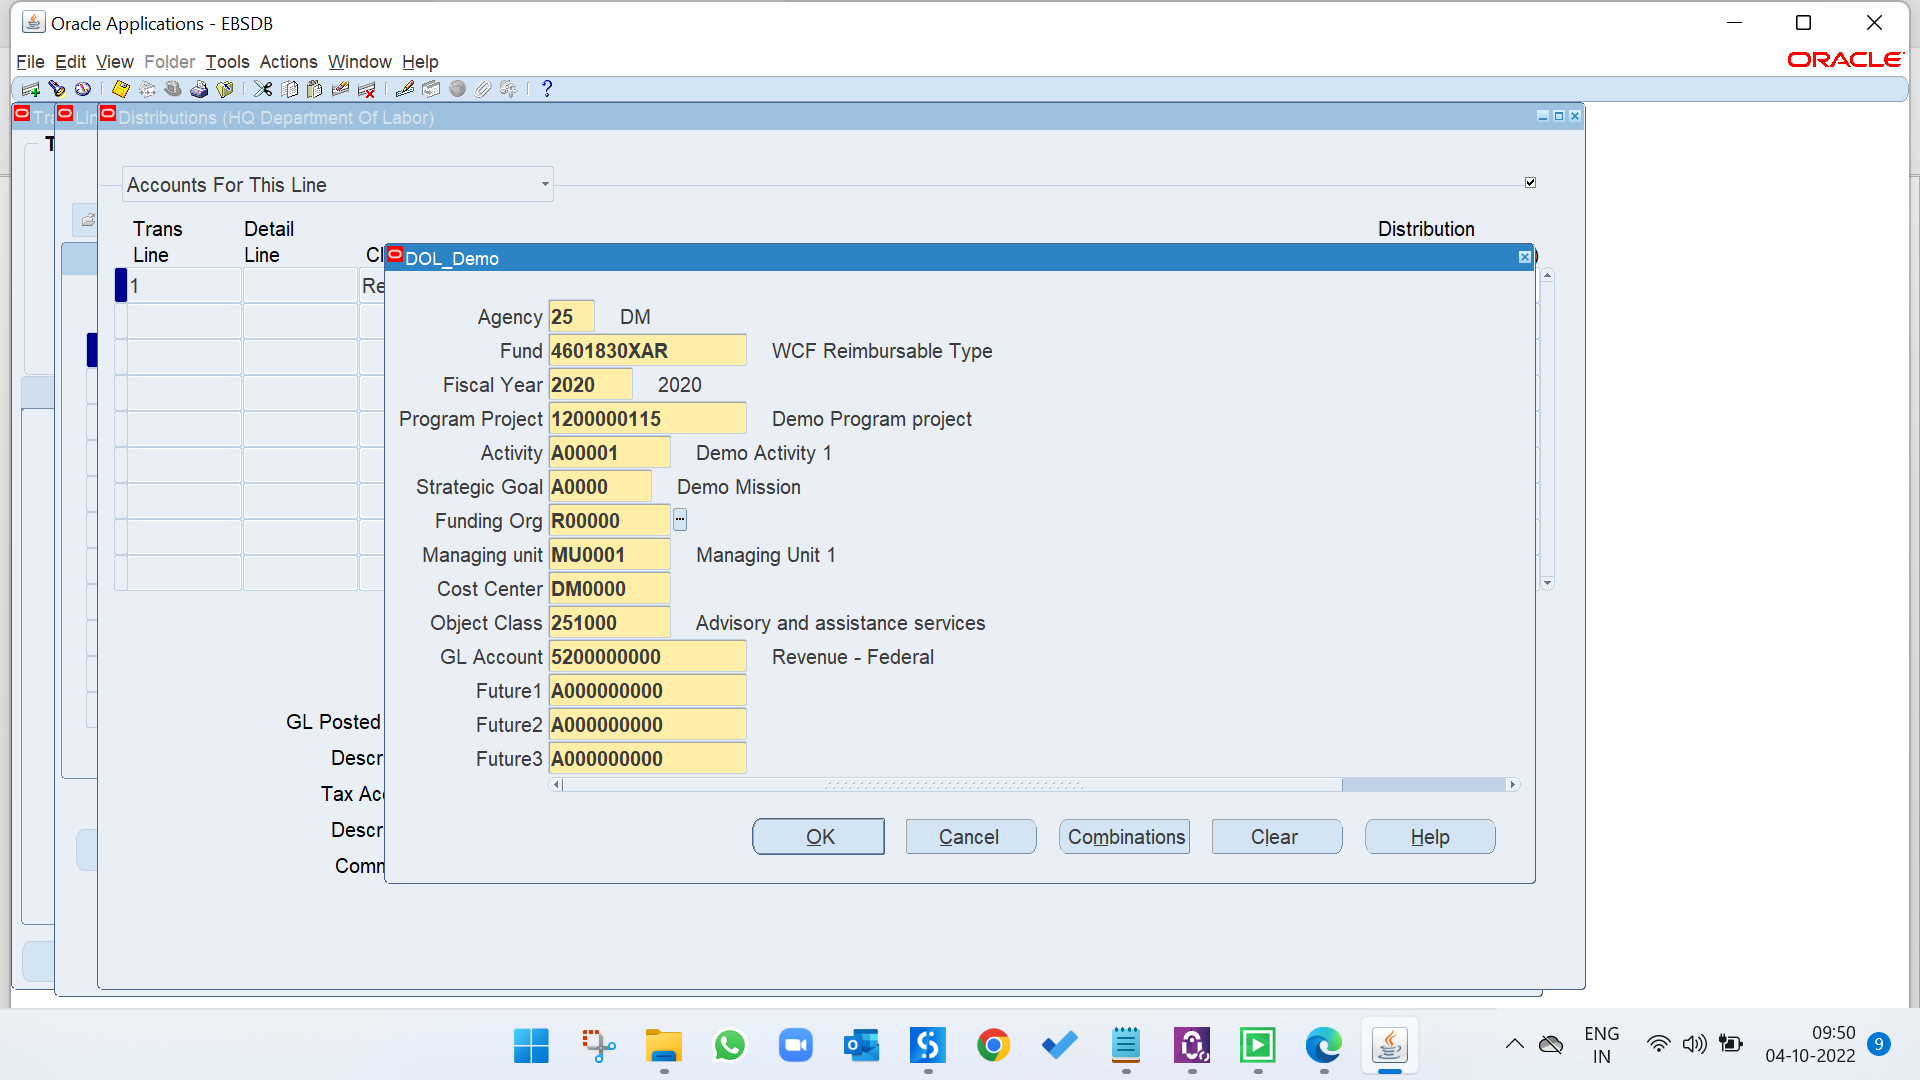 Oracle Applications - EBSDB
File Edit View Folder Tools Actions Window Help
ORACLE
Distributions (HQ Department Of Labor)
Accounts For This Line
Trans Line
Detail Line
Distribution
DOL_Demo
1
Agency 25 DM
Fund 4601830XAR WCF Reimbursable Type
Fiscal Year 2020 2020
Program Project 1200000115 Demo Program project
Activity A00001 Demo Activity 1
Strategic Goal A0000 Demo Mission
Funding Org R00000
Managing unit MU0001 Managing Unit 1
Cost Center DM0000
Object Class 251000 Advisory and assistance services
GL Account 5200000000 Revenue - Federal
Future1 A000000000
GL Posted
Future2 A000000000
Descr
Future3 A000000000
Tax Acc
Descr
OK Cancel Combinations Clear Help
Comm
ENG
IN
09:50
04-10-2022
9